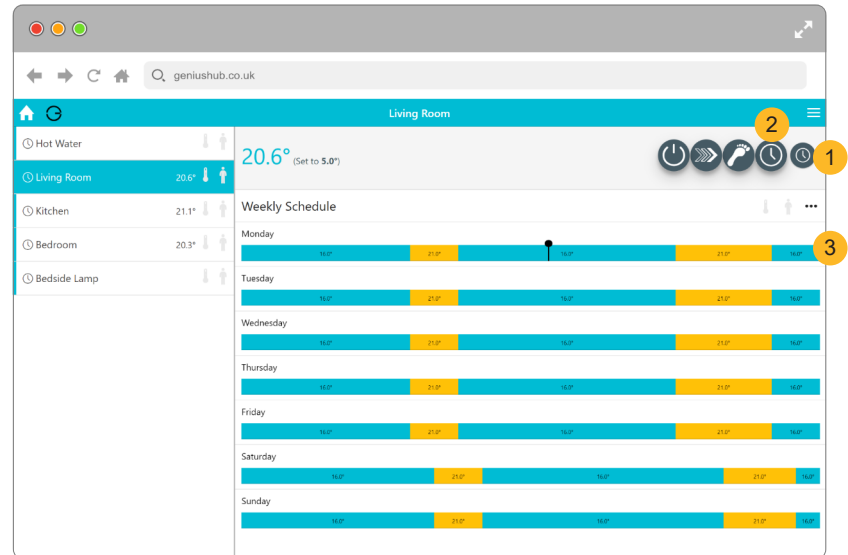 geniushub.co.uk
Living Room
2
1
3
Hot Water
Living Room 20.6°
Kitchen 21.1°
Bedroom 20.3°
Bedside Lamp
20.6° (Set to 5.0°)
Weekly Schedule
Monday
16.0° 21.0° 16.0° 21.0° 16.0°
Tuesday
16.0° 21.0° 16.0° 21.0° 16.0°
Wednesday
16.0° 21.0° 16.0° 21.0° 16.0°
Thursday
16.0° 21.0° 16.0° 21.0° 16.0°
Friday
16.0° 21.0° 16.0° 21.0° 16.0°
Saturday
16.0° 21.0° 16.0° 21.0° 16.0°
Sunday
16.0° 21.0° 16.0° 21.0° 16.0°